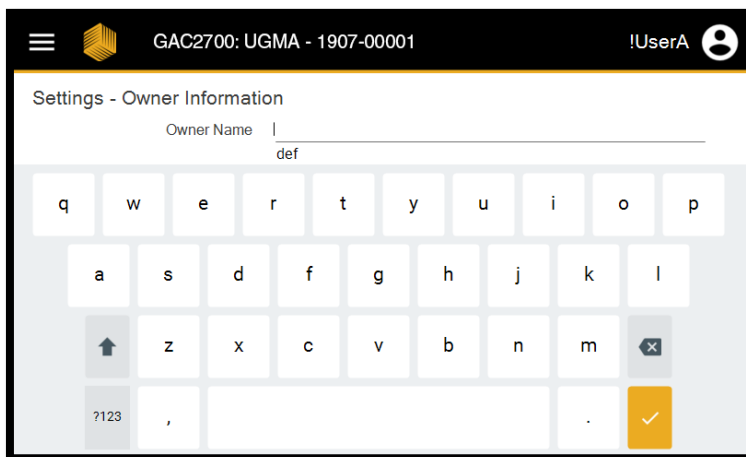 GAC2700: UGMA - 1907-00001 !UserA
Settings - Owner Information
Owner Name
def
q w e r t y u i o p
a s d f g h j k l
z x c v b n m
?123 , .